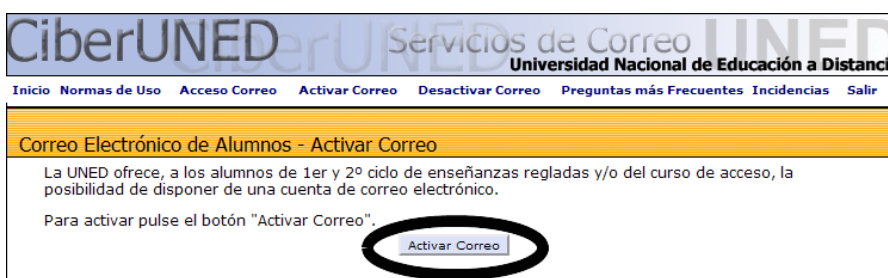 CiberUNED Servicios de Correo UNED
Universidad Nacional de Educación a Distanci
Inicio Normas de Uso Acceso Correo Activar Correo Desactivar Correo Preguntas más Frecuentes Incidencias Salir
Correo Electrónico de Alumnos - Activar Correo
La UNED ofrece, a los alumnos de 1er y 2º ciclo de enseñanzas regladas y/o del curso de acceso, la
posibilidad de disponer de una cuenta de correo electrónico.
Para activar pulse el botón "Activar Correo".
Activar Correo